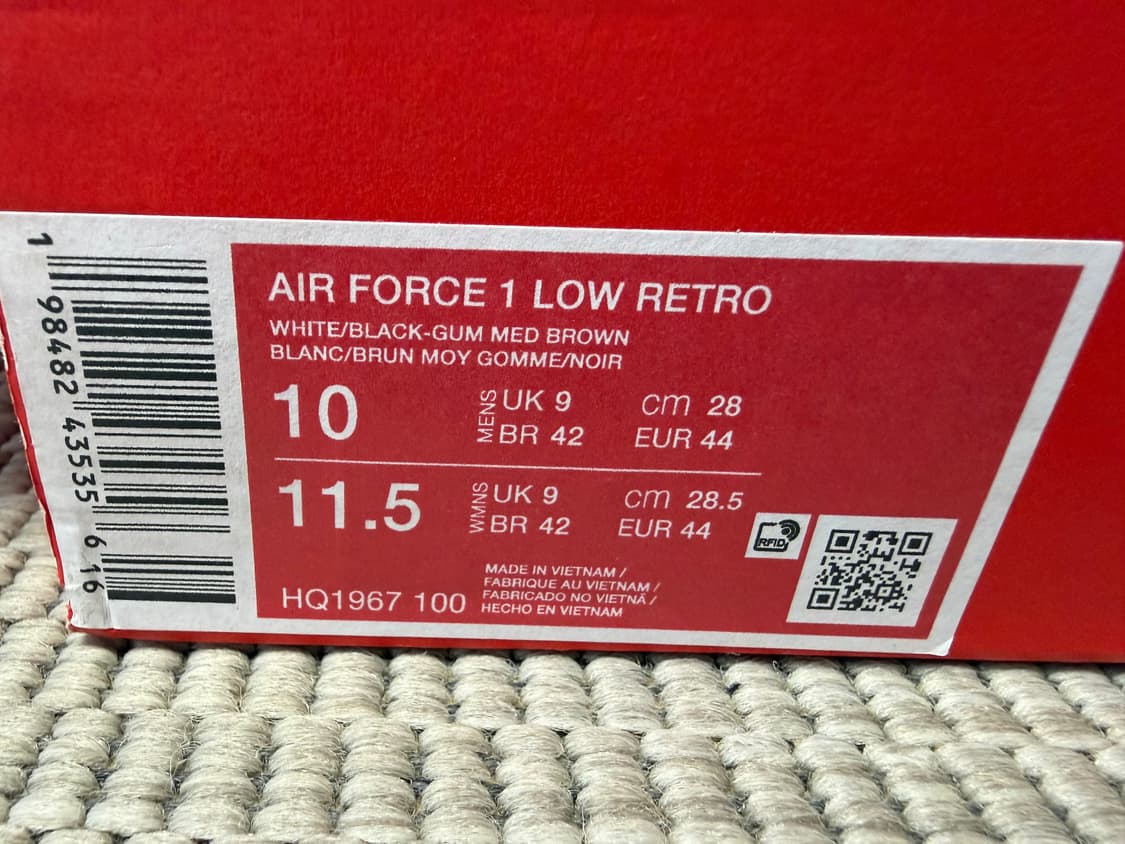 AIR FORCE 1 LOW RETRO
WHITE/BLACK-GUM MED BROWN
BLANC/BRUN MOY GOMME/NOIR
10 MENS UK 9 cm 28
BR 42 EUR 44
11.5 WMNS UK 9 cm 28.5
BR 42 EUR 44
RFID
MADE IN VIETNAM /
FABRIQUE AU VIETNAM /
FABRICADO NO VIETNÃ /
HECHO EN VIETNAM
HQ1967 100
1 98482 43535 6 16